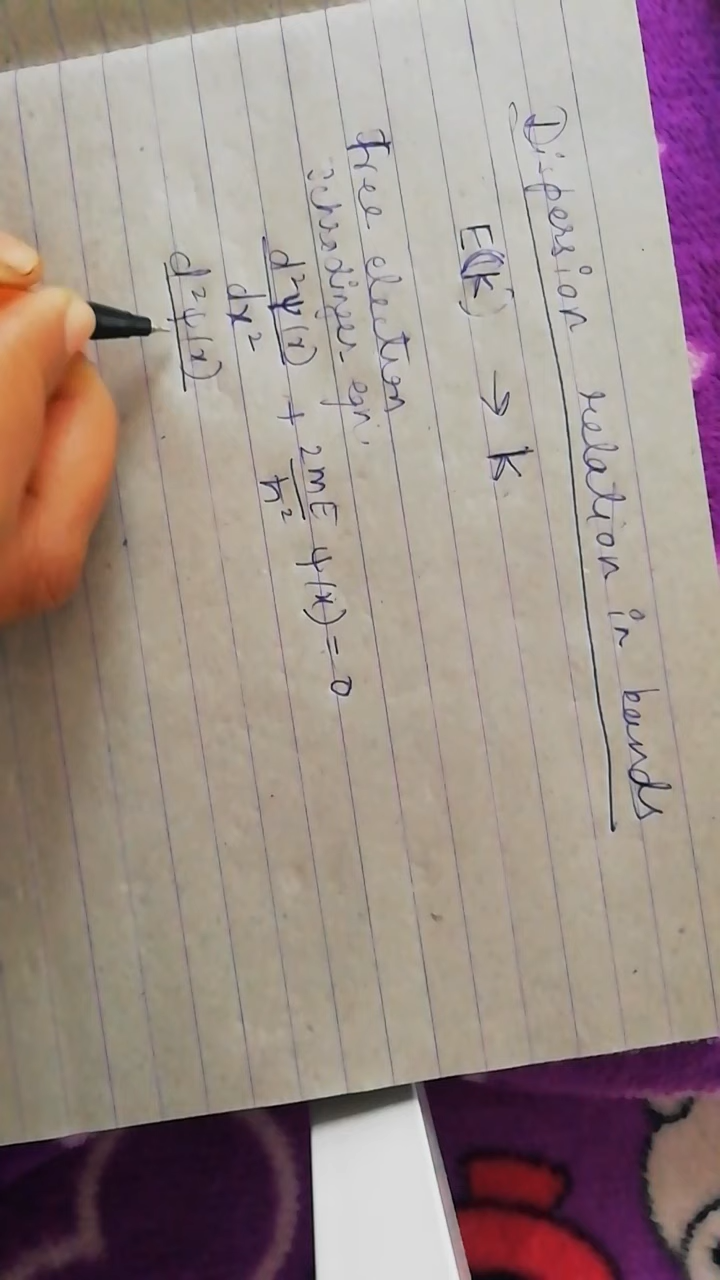 Dispersion relation in bands
E(k) → k
Free electron
Schrodinger eqn.
d²ψ(x)/dx² + 2mE/ħ² ψ(x) = 0
d²ψ(x)